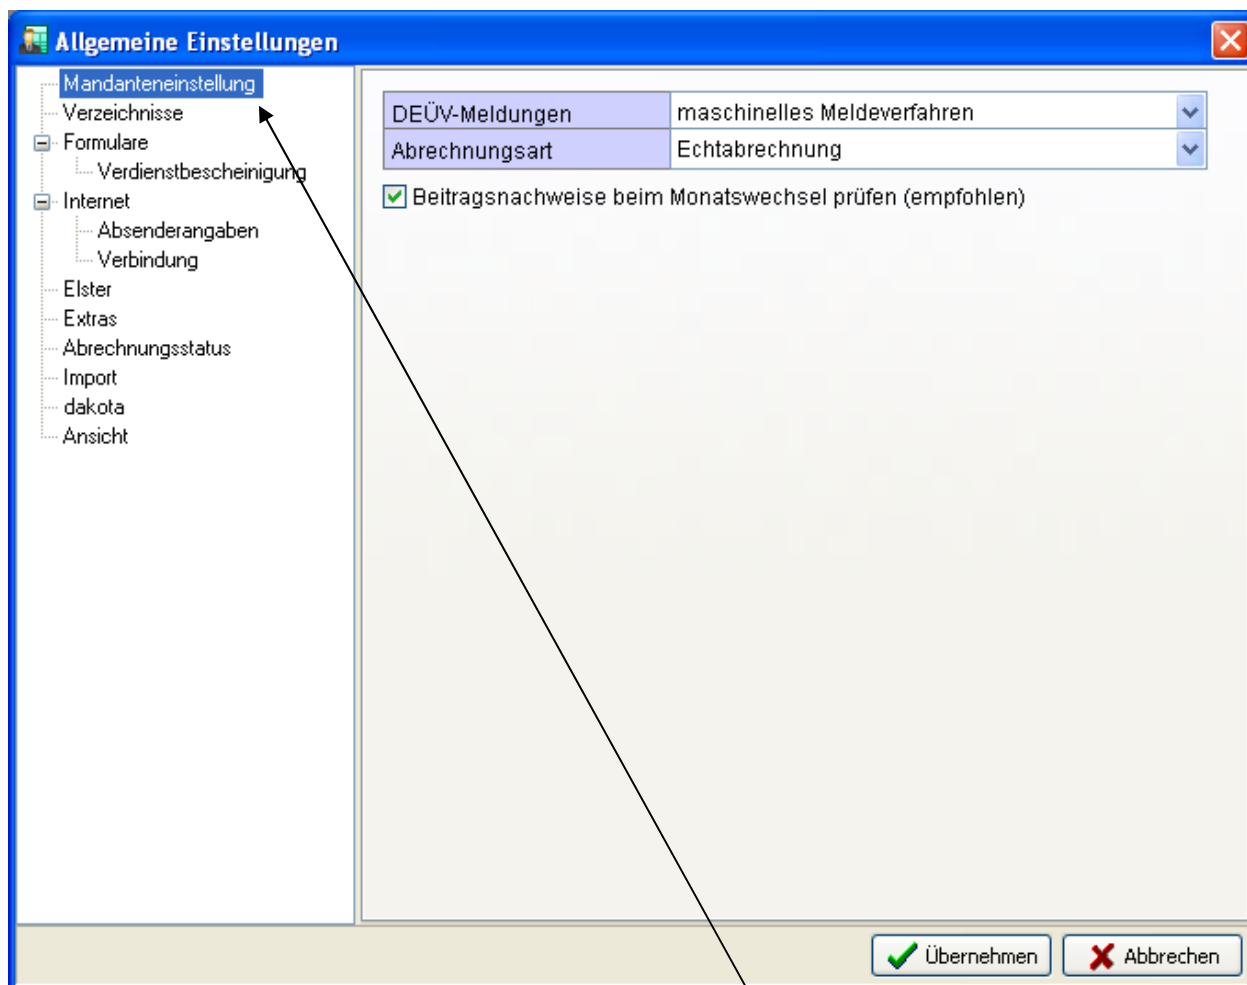 Allgemeine Einstellungen
Mandanteneinstellung
Verzeichnisse
Formulare
Verdienstbescheinigung
Internet
Absenderangaben
Verbindung
Elster
Extras
Abrechnungsstatus
Import
dakota
Ansicht
DEÜV-Meldungen maschinelles Meldeverfahren
Abrechnungsart Echtabrechnung
Beitragsnachweise beim Monatswechsel prüfen (empfohlen)
Übernehmen Abbrechen